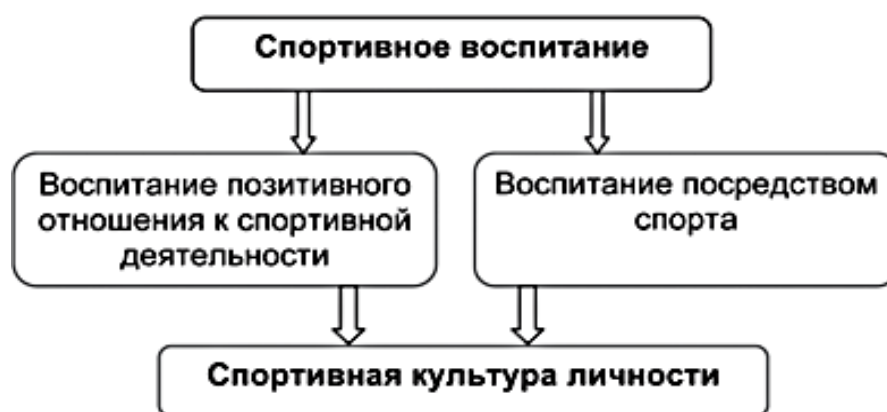 Спортивное воспитание
Воспитание позитивного
отношения к спортивной
деятельности
Воспитание посредством
спорта
Спортивная культура личности